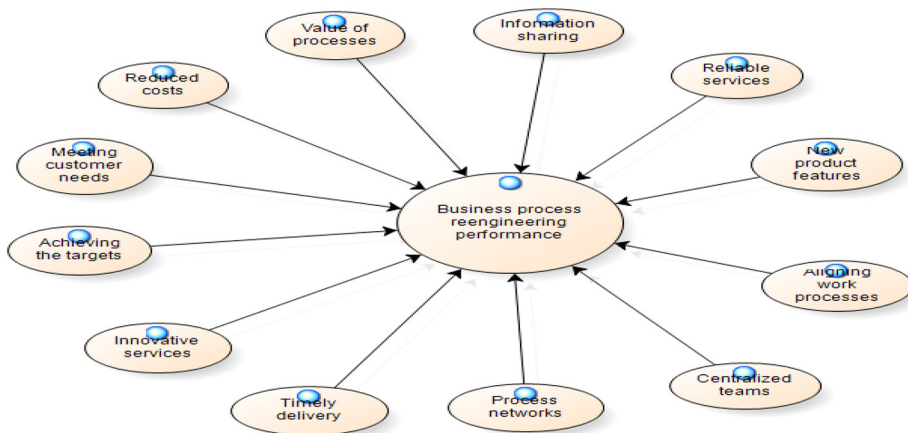 Value of
processes
Information
sharing
Reduced
costs
Reliable
services
Meeting
customer
needs
New
product
features
Business process
reengineering
performance
Achieving
the targets
Aligning
work
processes
Innovative
services
Centralized
teams
Timely
delivery
Process
networks